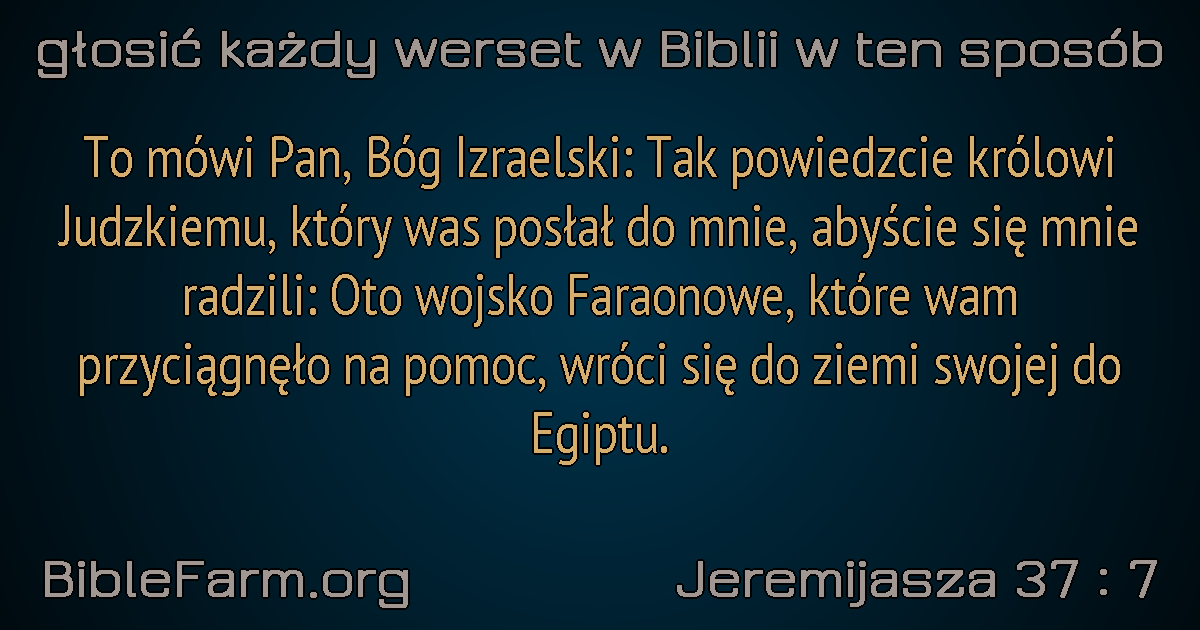 głosić każdy werset w Biblii w ten sposób
To mówi Pan, Bóg Izraelski: Tak powiedzcie królowi
Judzkiemu, który was posłał do mnie, abyście się mnie
radzili: Oto wojsko Faraonowe, które wam
przyciągnęło na pomoc, wróci się do ziemi swojej do
Egiptu.
BibleFarm.org
Jeremijasza 37 : 7